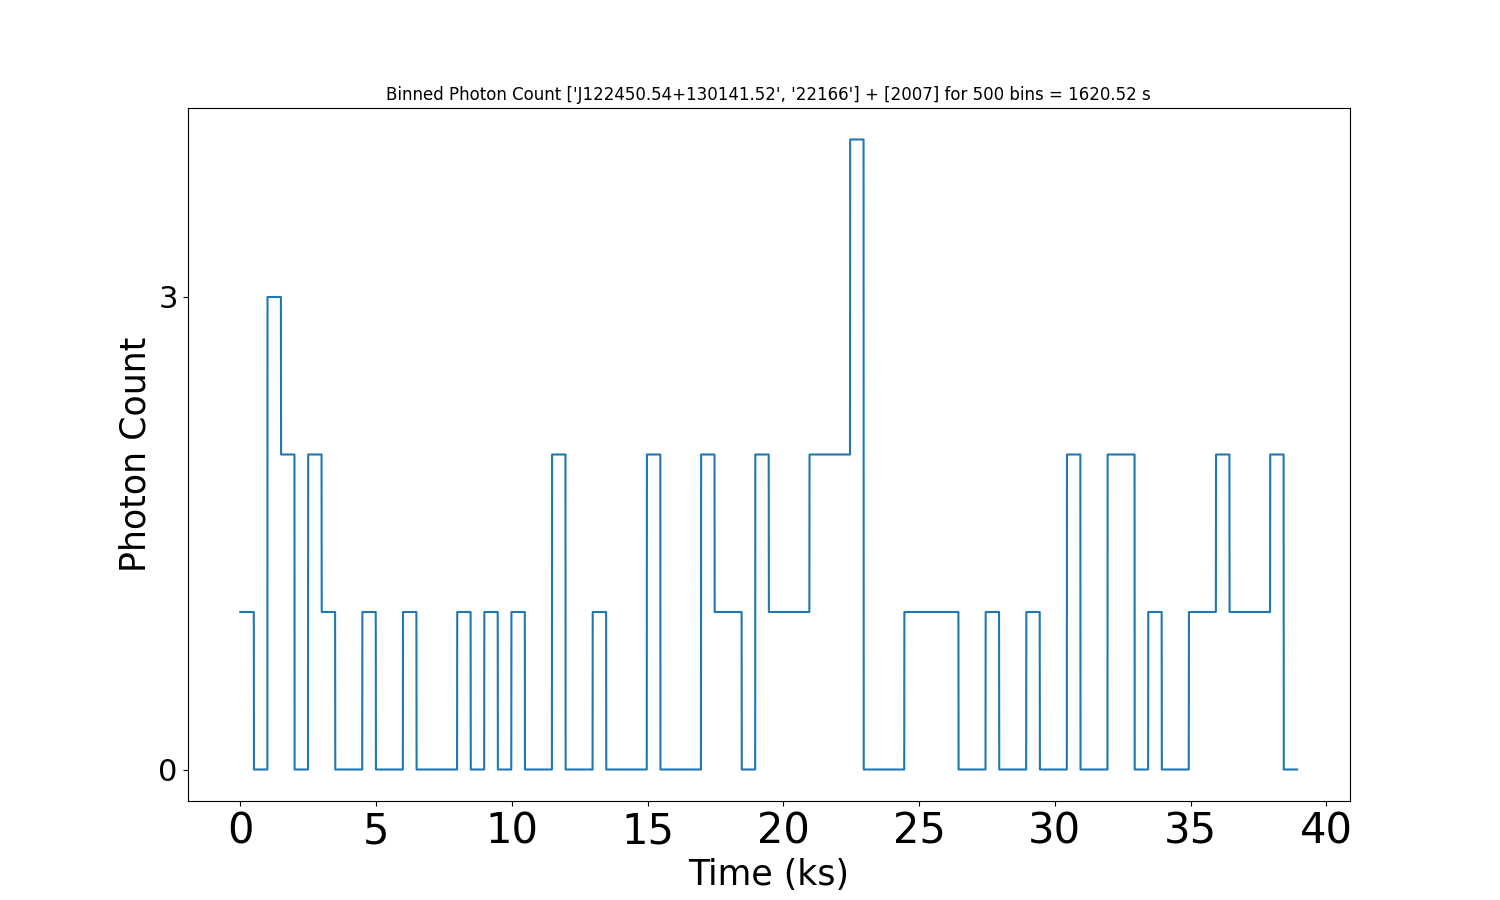 Binned Photon Count ['J122450.54+130141.52', '22166'] + [2007] for 500 bins = 1620.52 s
3
Photon Count
0
0 5 10 15 20 25 30 35 40
Time (ks)